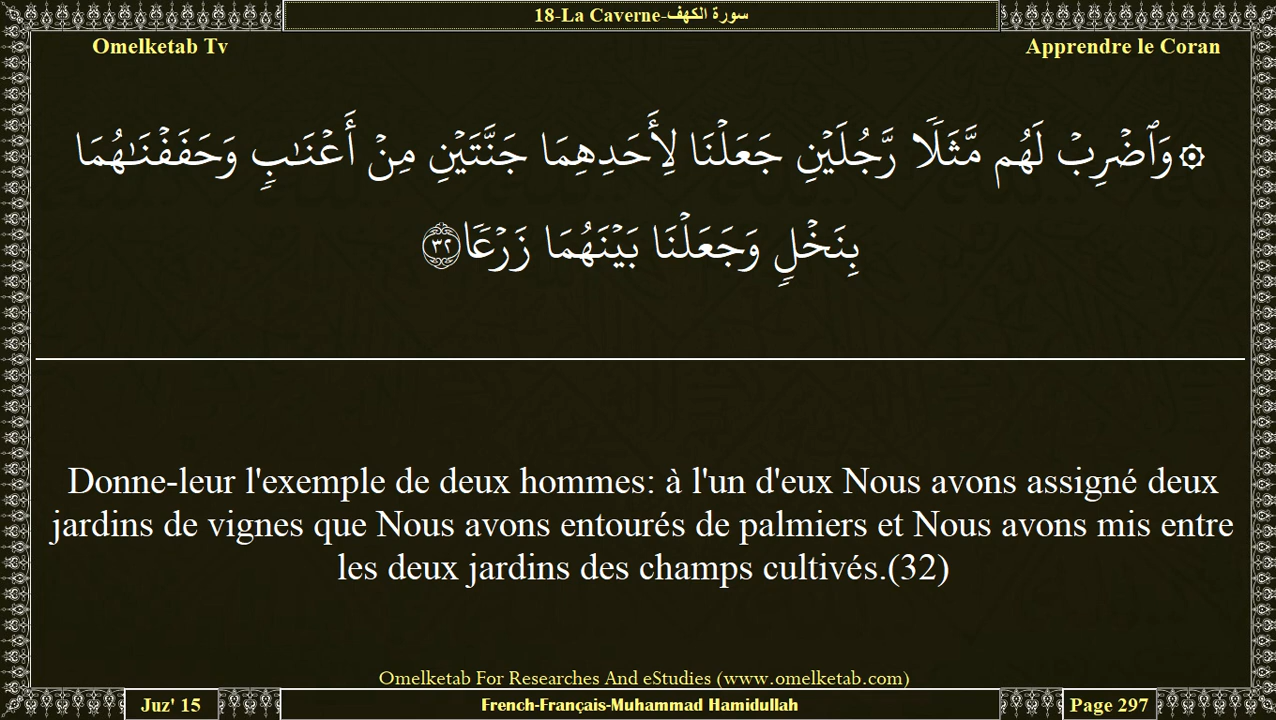 18-La Caverne-سورة الكهف
Omelketab Tv
Apprendre le Coran
۞ وَٱضۡرِبۡ لَهُم مَّثَلٗا رَّجُلَيۡنِ جَعَلۡنَا لِأَحَدِهِمَا جَنَّتَيۡنِ مِنۡ أَعۡنَٰبٖ وَحَفَفۡنَٰهُمَا
بِنَخۡلٖ وَجَعَلۡنَا بَيۡنَهُمَا زَرۡعٗا ٣٢
Donne-leur l'exemple de deux hommes: à l'un d'eux Nous avons assigné deux
jardins de vignes que Nous avons entourés de palmiers et Nous avons mis entre
les deux jardins des champs cultivés.(32)
Omelketab For Researches And eStudies (www.omelketab.com)
Juz' 15
French-Français-Muhammad Hamidullah
Page 297